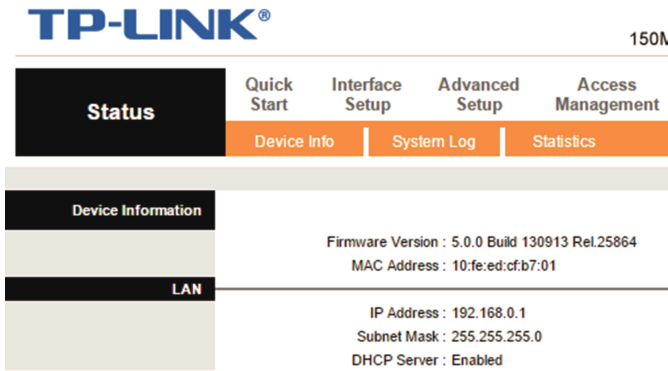 TP-LINK®
150M
Status
Quick Start
Interface Setup
Advanced Setup
Access Management
Device Info
System Log
Statistics
Device Information
Firmware Version : 5.0.0 Build 130913 Rel.25864
MAC Address : 10:fe:ed:cf:b7:01
LAN
IP Address : 192.168.0.1
Subnet Mask : 255.255.255.0
DHCP Server : Enabled